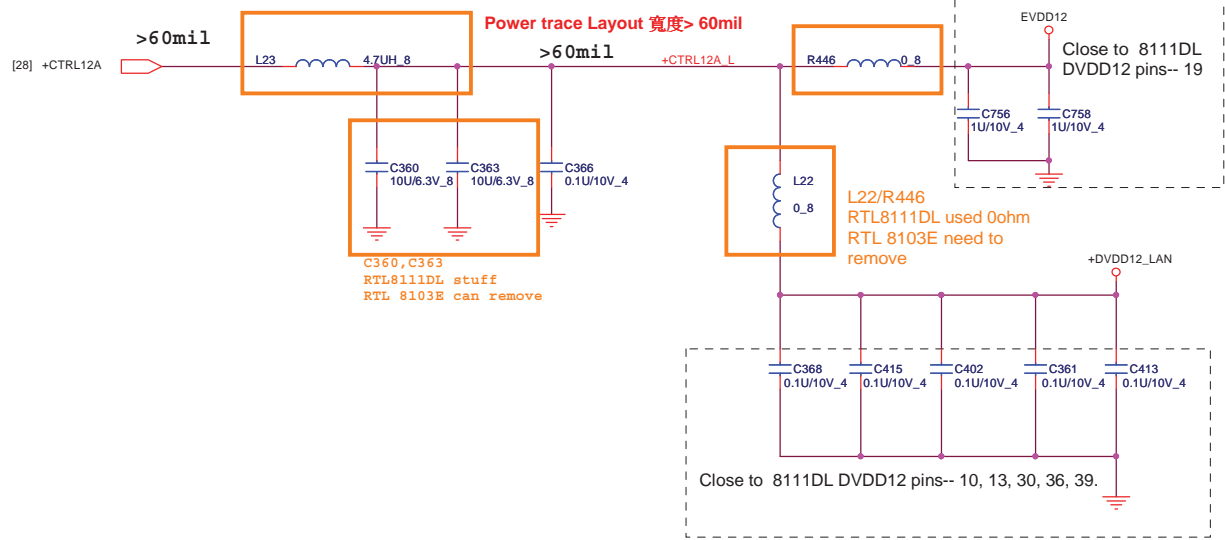 Power trace Layout 寬度> 60mil
>60mil
>60mil
[28] +CTRL12A
L23
4.7UH_8
+CTRL12A_L
R446
0_8
EVDD12
Close to 8111DL
DVDD12 pins-- 19
C756
1U/10V_4
C758
1U/10V_4
C360
10U/6.3V_8
C363
10U/6.3V_8
C366
0.1U/10V_4
C360,C363
RTL8111DL stuff
RTL 8103E can remove
L22
0_8
L22/R446
RTL8111DL used 0ohm
RTL 8103E need to
remove
+DVDD12_LAN
C368
0.1U/10V_4
C415
0.1U/10V_4
C402
0.1U/10V_4
C361
0.1U/10V_4
C413
0.1U/10V_4
Close to 8111DL DVDD12 pins-- 10, 13, 30, 36, 39.